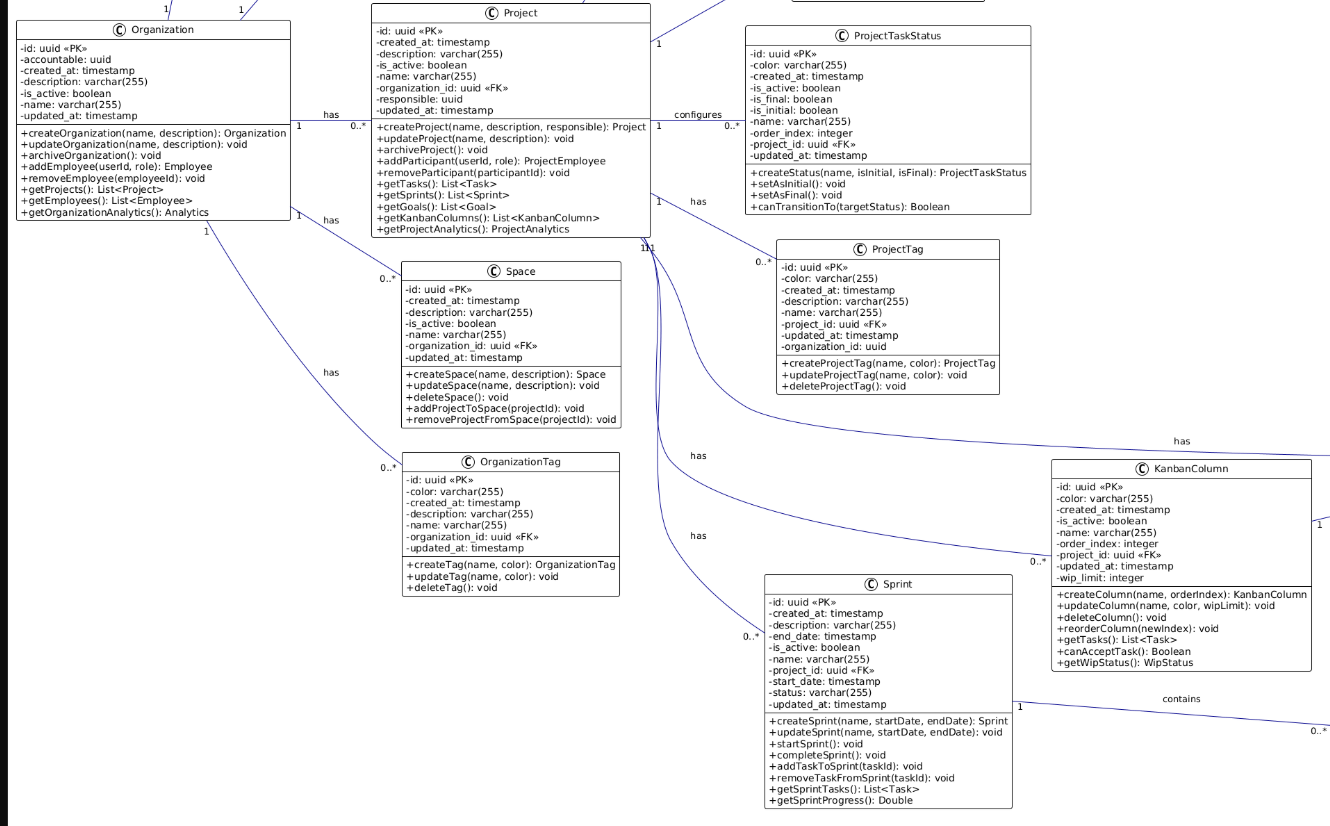 1
1
C Organization
-id: uuid «PK»
-accountable: uuid
-created_at: timestamp
-description: varchar(255)
-is_active: boolean
-name: varchar(255)
-updated_at: timestamp
+createOrganization(name, description): Organization
+updateOrganization(name, description): void
+archiveOrganization(): void
+addEmployee(userId, role): Employee
+removeEmployee(employeeId): void
+getProjects(): List<Project>
+getEmployees(): List<Employee>
+getOrganizationAnalytics(): Analytics
has
1
0..*
C Project
-id: uuid «PK»
-created_at: timestamp
-description: varchar(255)
-is_active: boolean
-name: varchar(255)
-organization_id: uuid «FK»
-responsible: uuid
-updated_at: timestamp
+createProject(name, description, responsible): Project
+updateProject(name, description): void
+archiveProject(): void
+addParticipant(userId, role): ProjectEmployee
+removeParticipant(participantId): void
+getTasks(): List<Task>
+getSprints(): List<Sprint>
+getGoals(): List<Goal>
+getKanbanColumns(): List<KanbanColumn>
+getProjectAnalytics(): ProjectAnalytics
1
configures
1
0..*
C ProjectTaskStatus
-id: uuid «PK»
-color: varchar(255)
-created_at: timestamp
-is_active: boolean
-is_final: boolean
-is_initial: boolean
-name: varchar(255)
-order_index: integer
-project_id: uuid «FK»
-updated_at: timestamp
+createStatus(name, isInitial, isFinal): ProjectTaskStatus
+setAsInitial(): void
+setAsFinal(): void
+canTransitionTo(targetStatus): Boolean
1
has
0..*
C ProjectTag
-id: uuid «PK»
-color: varchar(255)
-created_at: timestamp
-description: varchar(255)
-name: varchar(255)
-project_id: uuid «FK»
-updated_at: timestamp
-organization_id: uuid
+createProjectTag(name, color): ProjectTag
+updateProjectTag(name, color): void
+deleteProjectTag(): void
1
has
0..*
C Space
-id: uuid «PK»
-created_at: timestamp
-description: varchar(255)
-is_active: boolean
-name: varchar(255)
-organization_id: uuid «FK»
-updated_at: timestamp
+createSpace(name, description): Space
+updateSpace(name, description): void
+deleteSpace(): void
+addProjectToSpace(projectId): void
+removeProjectFromSpace(projectId): void
1
has
0..*
C OrganizationTag
-id: uuid «PK»
-color: varchar(255)
-created_at: timestamp
-description: varchar(255)
-name: varchar(255)
-organization_id: uuid «FK»
-updated_at: timestamp
+createTag(name, color): OrganizationTag
+updateTag(name, color): void
+deleteTag(): void
1
1
1
has
has
0..*
C KanbanColumn
-id: uuid «PK»
-color: varchar(255)
-created_at: timestamp
-is_active: boolean
-name: varchar(255)
-order_index: integer
-project_id: uuid «FK»
-updated_at: timestamp
-wip_limit: integer
+createColumn(name, orderIndex): KanbanColumn
+updateColumn(name, color, wipLimit): void
+deleteColumn(): void
+reorderColumn(newIndex): void
+getTasks(): List<Task>
+canAcceptTask(): Boolean
+getWipStatus(): WipStatus
1
has
0..*
C Sprint
-id: uuid «PK»
-created_at: timestamp
-description: varchar(255)
-end_date: timestamp
-is_active: boolean
-name: varchar(255)
-project_id: uuid «FK»
-start_date: timestamp
-status: varchar(255)
-updated_at: timestamp
+createSprint(name, startDate, endDate): Sprint
+updateSprint(name, startDate, endDate): void
+startSprint(): void
+completeSprint(): void
+addTaskToSprint(taskId): void
+removeTaskFromSprint(taskId): void
+getSprintTasks(): List<Task>
+getSprintProgress(): Double
1
contains
0..*